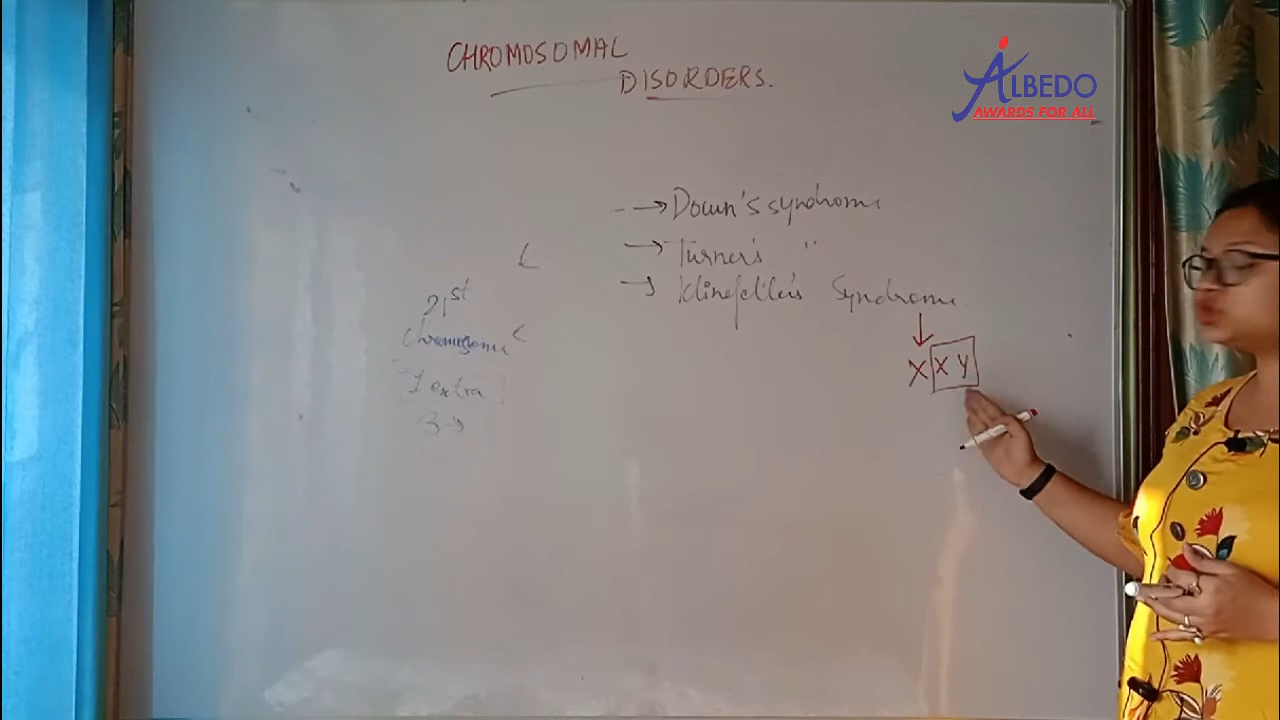 CHROMOSOMAL
DISORDERS.
ALBEDO
AWARDS FOR ALL
→ Down's syndrome
→ Turner's "
→ Klinefelter's Syndrome
↓
X X Y
21st
Chromosome
1 extra
3 →